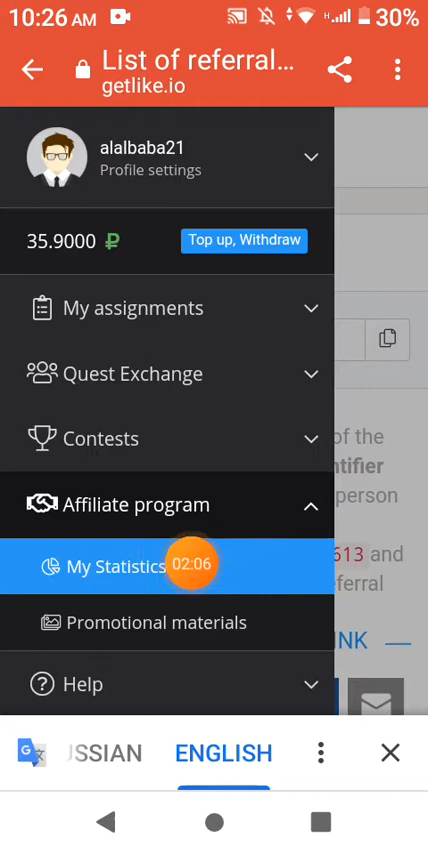 10:26 AM
30%
List of referral...
getlike.io
alalbaba21
Profile settings
35.9000 ₽
Top up, Withdraw
My assignments
Quest Exchange
of the
Contests
ntifier
person
Affiliate program
613 and
My Statistics
02:06
ferral
Promotional materials
NK
Help
USSIAN
ENGLISH